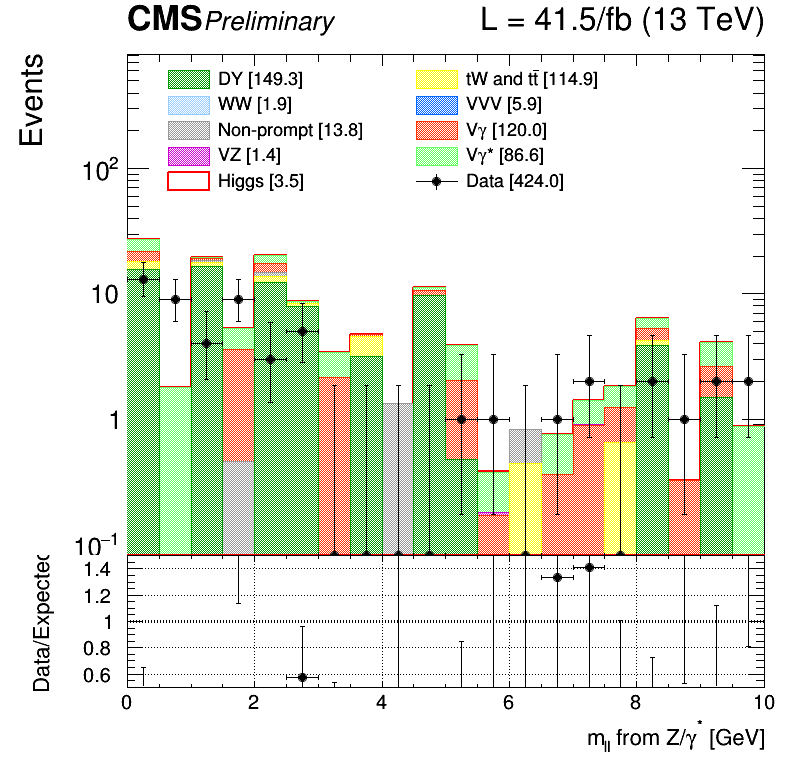 CMS Preliminary L = 41.5/fb (13 TeV)
Events
DY [149.3] tW and tt̄ [114.9]
WW [1.9] VVV [5.9]
Non-prompt [13.8] Vγ [120.0]
VZ [1.4] Vγ* [86.6]
Higgs [3.5] Data [424.0]
10²
10
1
10⁻¹
Data/Expected
1.4
1.2
1
0.8
0.6
0 2 4 6 8 10
m_ll from Z/γ* [GeV]